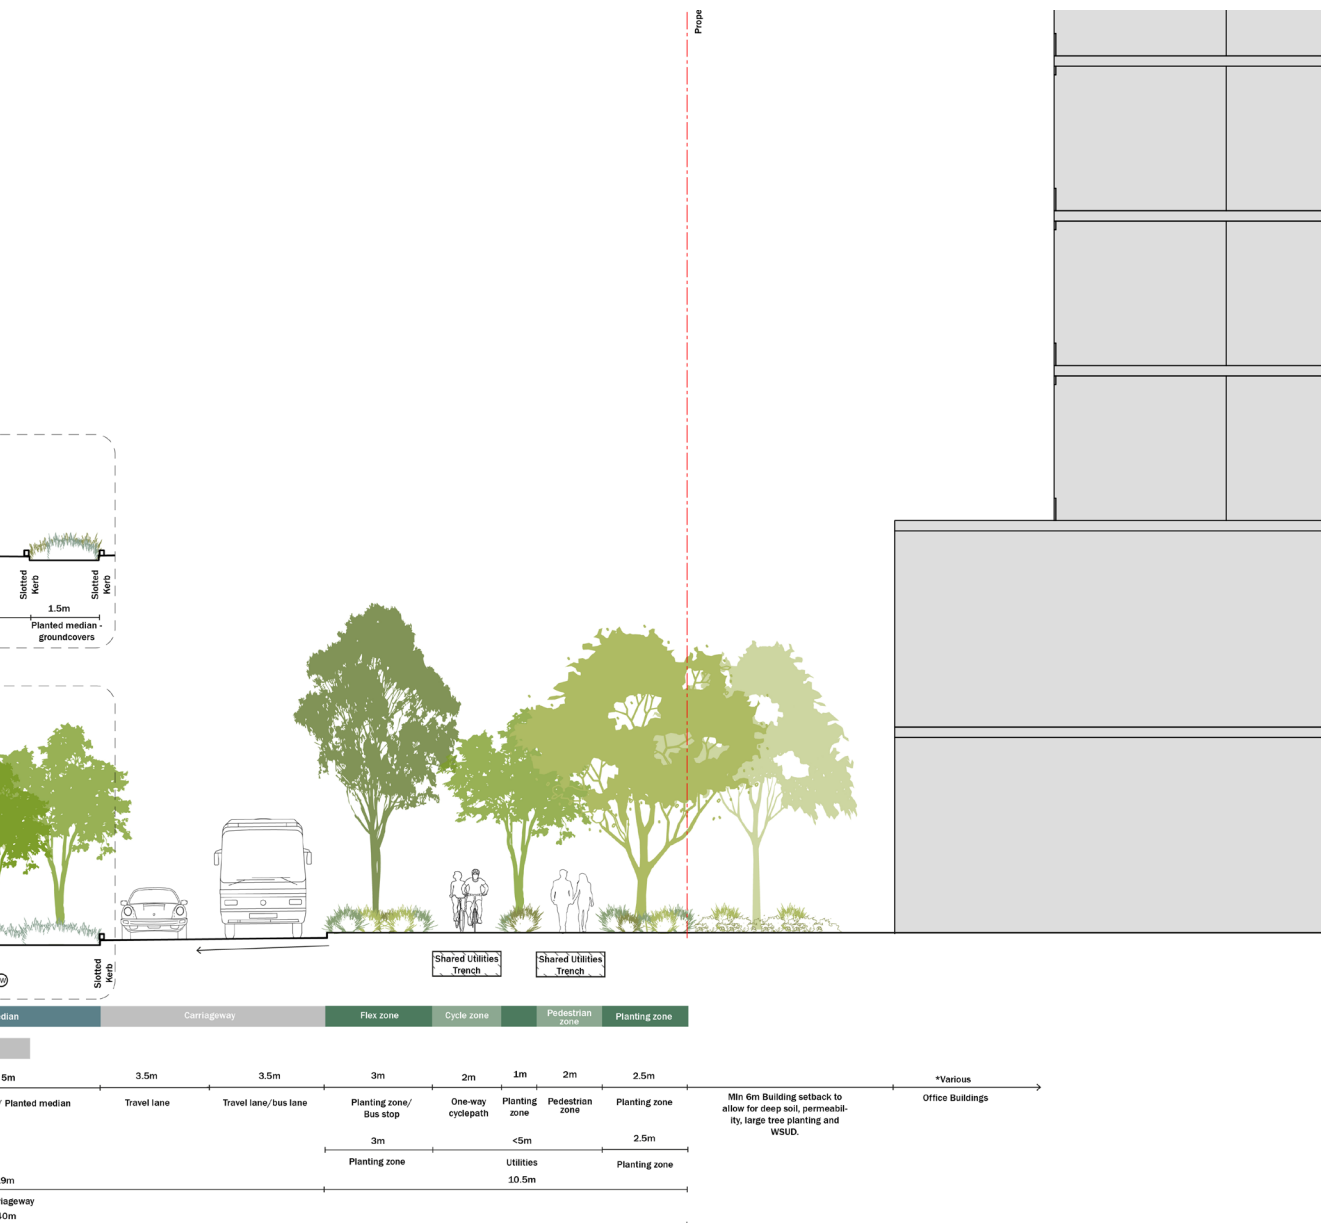 Prope
Slotted
Kerb
Slotted
Kerb
1.5m
Planted median -
groundcovers
Shared Utilities
Trench
Shared Utilities
Trench
Slotted
Kerb
W
dian
Carriageway
Flex zone
Cycle zone
Pedestrian
zone
Planting zone
5m
3.5m
3.5m
3m
2m
1m
2m
2.5m
*Various
/ Planted median
Travel lane
Travel lane/bus lane
Planting zone/
Bus stop
One-way
cyclepath
Planting
zone
Pedestrian
zone
Planting zone
MIn 6m Building setback to
allow for deep soil, permeabil-
ity, large tree planting and
WSUD.
Office Buildings
3m
<5m
2.5m
Planting zone
Utilities
Planting zone
9m
10.5m
iageway
40m